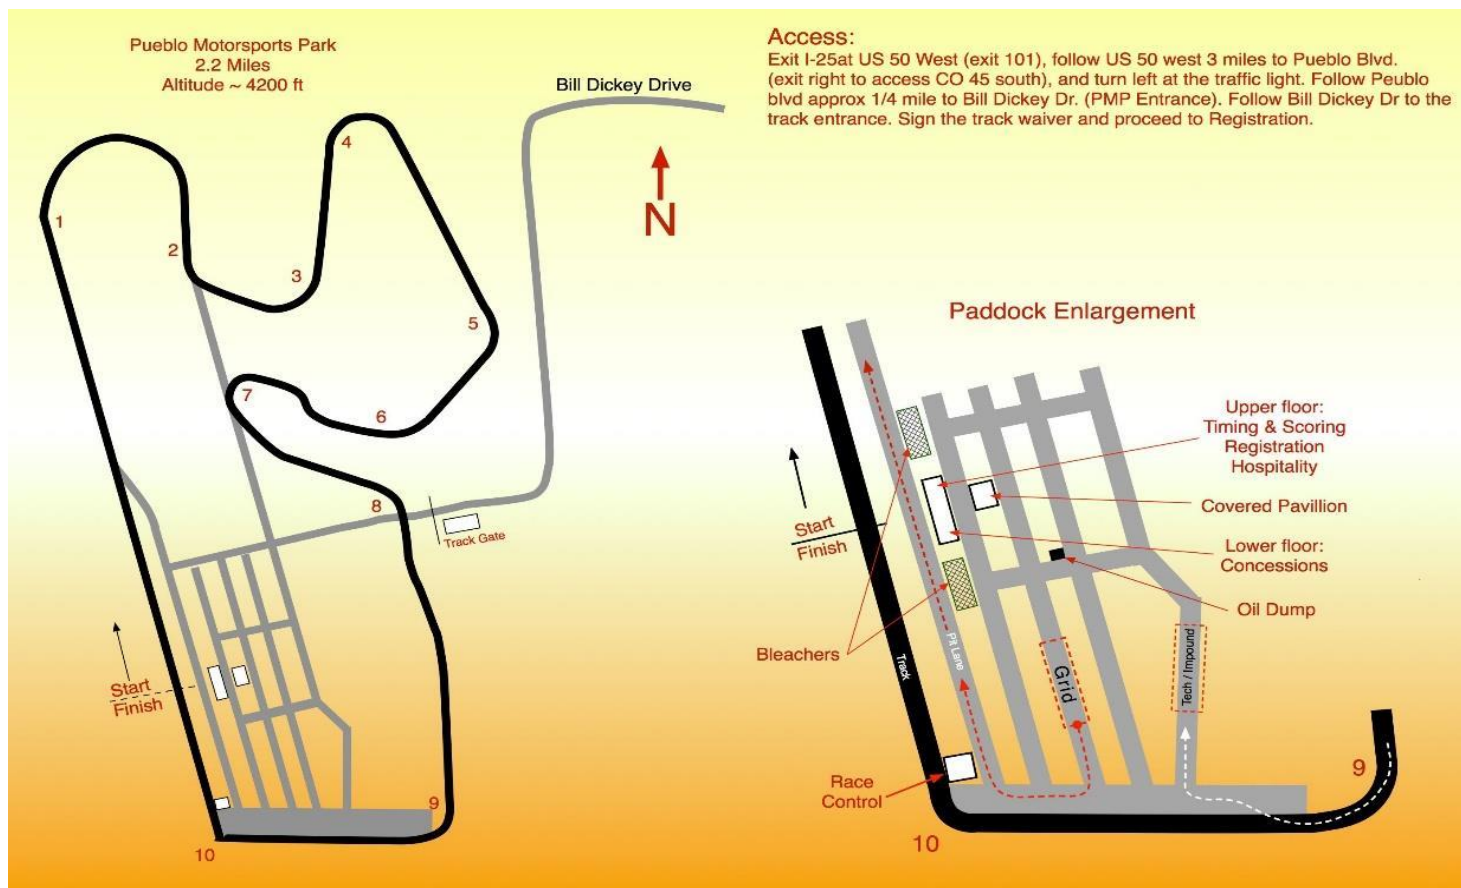 Pueblo Motorsports Park
2.2 Miles
Altitude ~ 4200 ft
Access:
Exit I-25at US 50 West (exit 101), follow US 50 west 3 miles to Pueblo Blvd.
(exit right to access CO 45 south), and turn left at the traffic light. Follow Peublo
blvd approx 1/4 mile to Bill Dickey Dr. (PMP Entrance). Follow Bill Dickey Dr to the
track entrance. Sign the track waiver and proceed to Registration.
Bill Dickey Drive
N
1
2
3
4
5
6
7
8
Track Gate
Start
Finish
9
10
Paddock Enlargement
Upper floor:
Timing & Scoring
Registration
Hospitality
Covered Pavillion
Lower floor:
Concessions
Oil Dump
Start
Finish
Bleachers
Track
Pit Lane
Grid
Tech / Impound
Race
Control
9
10